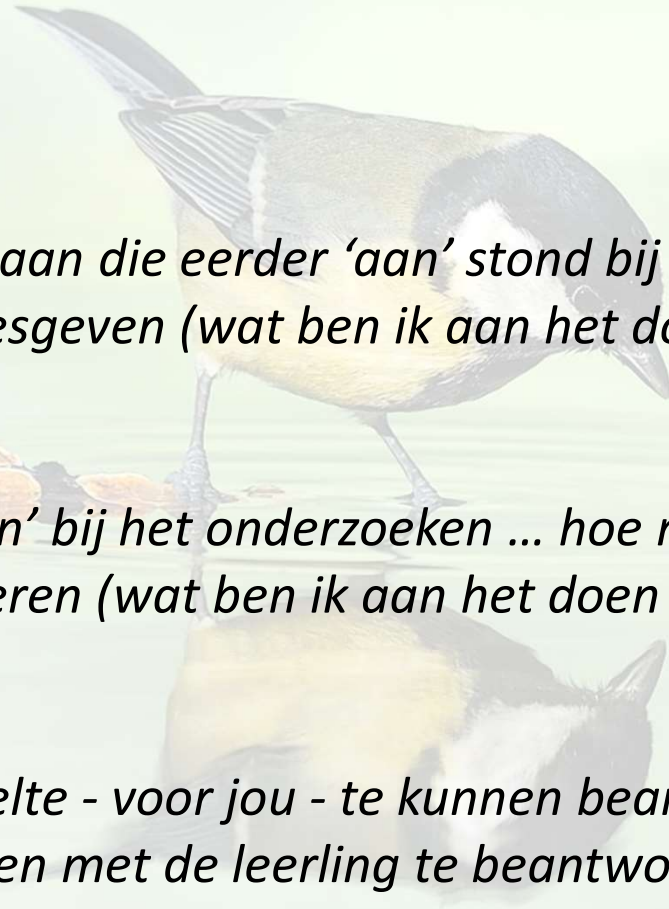 aan die eerder ‘aan’ stond bij
esgeven (wat ben ik aan het do
n’ bij het onderzoeken … hoe
eren (wat ben ik aan het doen
elte - voor jou - te kunnen bea
en met de leerling te beantwo